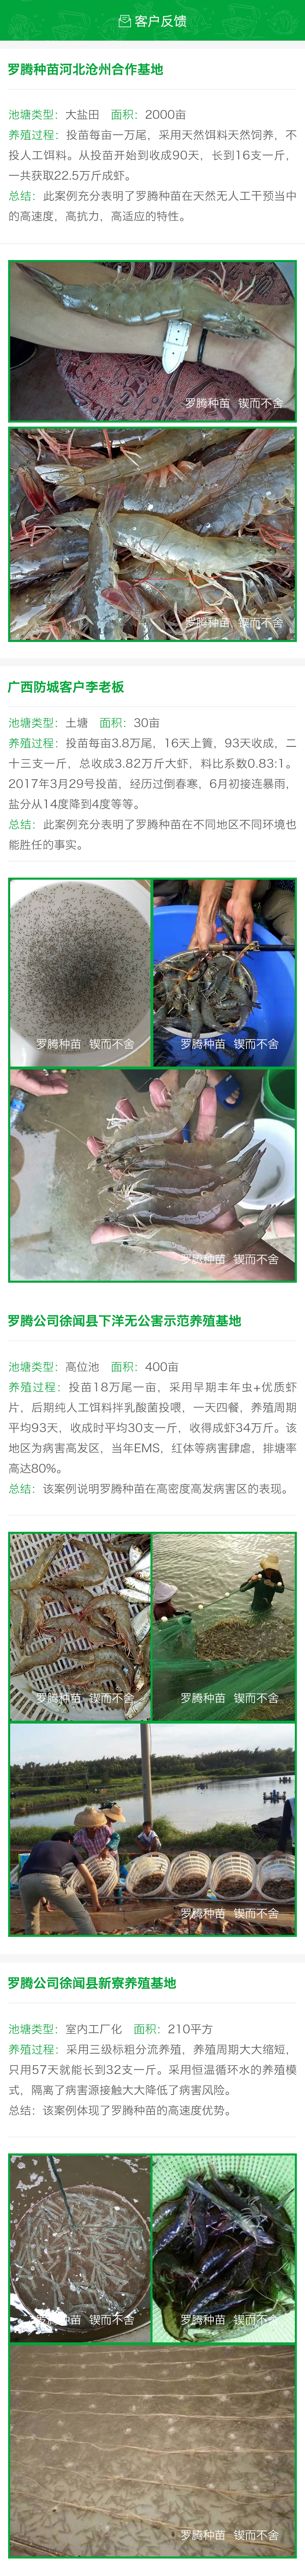 客户反馈
罗腾种苗河北沧州合作基地
池塘类型：大盐田 面积：2000亩
养殖过程：投苗每亩一万尾，采用天然饵料天然饲养，不
投人工饵料。从投苗开始到收成90天，长到16支一斤，
一共获取22.5万斤成虾。
总结：此案例充分表明了罗腾种苗在天然无人工干预当中
的高速度，高抗力，高适应的特性。
罗腾种苗 锲而不舍
罗腾种苗 锲而不舍
广西防城客户李老板
池塘类型：土塘 面积：30亩
养殖过程：投苗每亩3.8万尾，16天上簧，93天收成，二
十三支一斤，总收成3.82万斤大虾，料比系数0.83:1。
2017年3月29号投苗，经历过倒春寒，6月初接连暴雨，
盐分从14度降到4度等等。
总结：此案例充分表明了罗腾种苗在不同地区不同环境也
能胜任的事实。
罗腾种苗 锲而不舍
罗腾种苗 锲而不舍
罗腾种苗 锲而不舍
罗腾公司徐闻县下洋无公害示范养殖基地
池塘类型：高位池 面积：400亩
养殖过程：投苗18万尾一亩，采用早期丰年虫+优质虾
片，后期纯人工饵料拌乳酸菌投喂，一天四餐，养殖周期
平均93天，收成时平均30支一斤，收得成虾34万斤。该
地区为病害高发区，当年EMS，红体等病害肆虐，排塘率
高达80%。
总结：该案例说明罗腾种苗在高密度高发病害区的表现。
罗腾种苗 锲而不舍
罗腾种苗 锲而不舍
罗腾种苗 锲而不舍
罗腾公司徐闻县新寮养殖基地
池塘类型：室内工厂化 面积：210平方
养殖过程：采用三级标粗分流养殖，养殖周期大大缩短，
只用57天就能长到32支一斤。采用恒温循环水的养殖模
式，隔离了病害源接触大大降低了病害风险。
总结：该案例体现了罗腾种苗的高速度优势。
罗腾种苗 锲而不舍
罗腾种苗 锲而不舍
罗腾种苗 锲而不舍